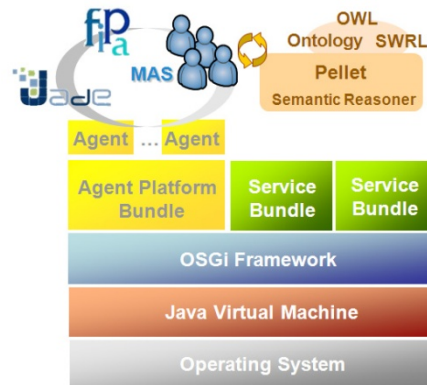 fipa
OWL
Ontology SWRL
MAS
Pellet
Jade
Semantic Reasoner
Agent ... Agent
Agent Platform
Bundle
Service
Bundle
Service
Bundle
OSGi Framework
Java Virtual Machine
Operating System